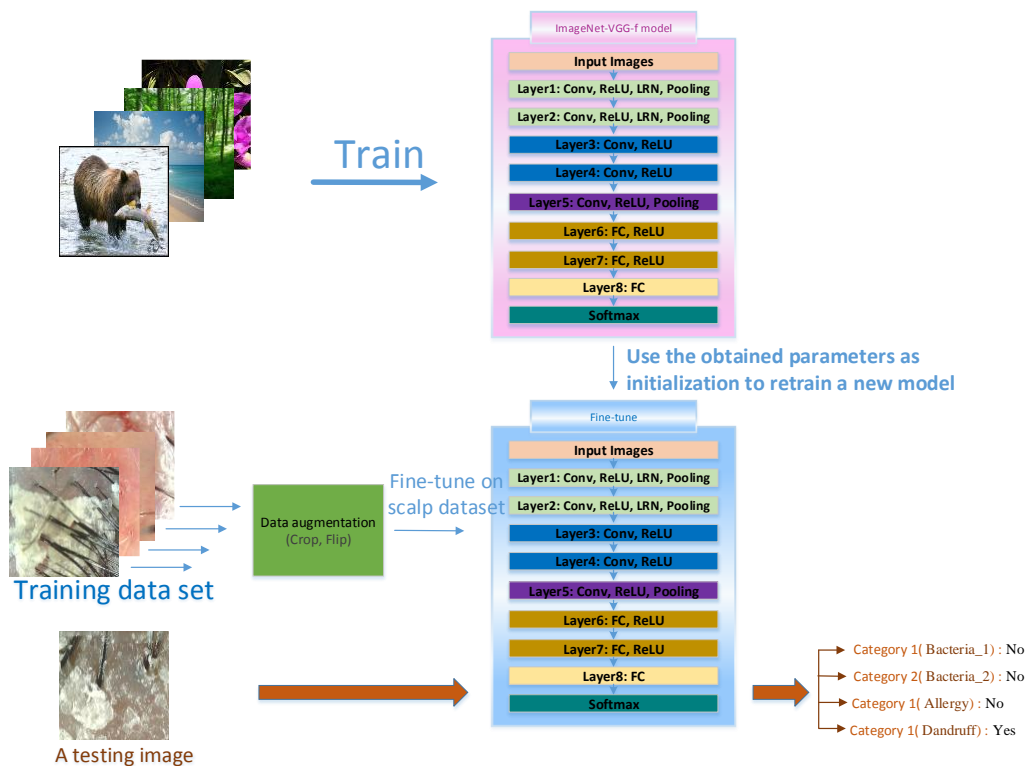 ImageNet-VGG-f model
Input Images
Layer1: Conv, ReLU, LRN, Pooling
Layer2: Conv, ReLU, LRN, Pooling
Layer3: Conv, ReLU
Layer4: Conv, ReLU
Layer5: Conv, ReLU, Pooling
Layer6: FC, ReLU
Layer7: FC, ReLU
Layer8: FC
Softmax
Train
Use the obtained parameters as
initialization to retrain a new model
Fine-tune
Input Images
Layer1: Conv, ReLU, LRN, Pooling
Layer2: Conv, ReLU, LRN, Pooling
Layer3: Conv, ReLU
Layer4: Conv, ReLU
Layer5: Conv, ReLU, Pooling
Layer6: FC, ReLU
Layer7: FC, ReLU
Layer8: FC
Softmax
Fine-tune on
scalp dataset
Data augmentation
(Crop, Flip)
Training data set
A testing image
Category 1( Bacteria_1) : No
Category 2( Bacteria_2) : No
Category 1( Allergy) : No
Category 1( Dandruff) : Yes